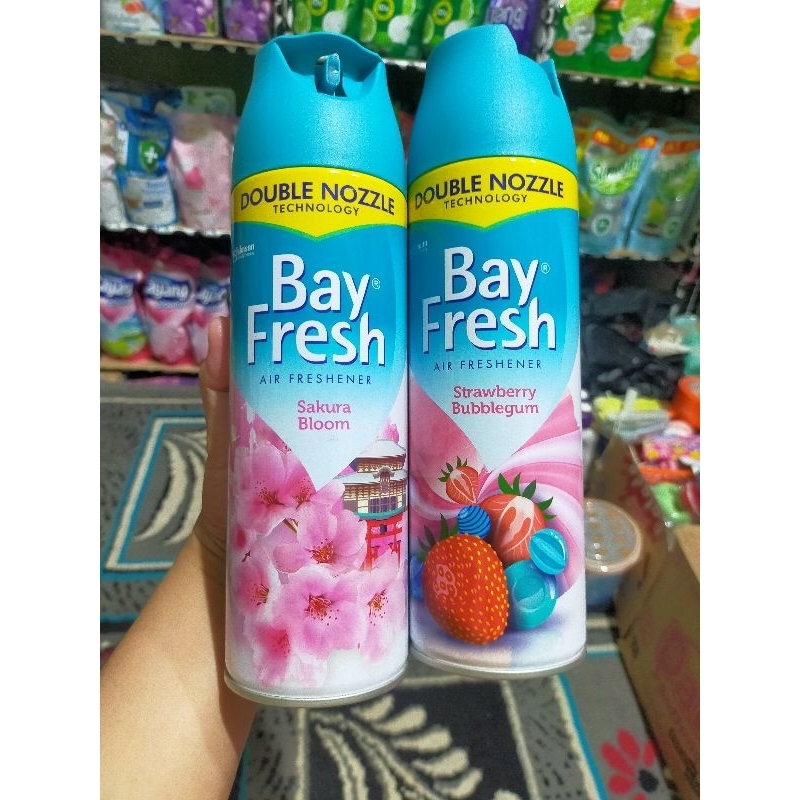 DOUBLE NOZZLE
TECHNOLOGY
Bay
Fresh®
AIR FRESHENER
Sakura
Bloom
DOUBLE NOZZLE
TECHNOLOGY
Bay
Fresh®
AIR FRESHENER
Strawberry
Bubblegum